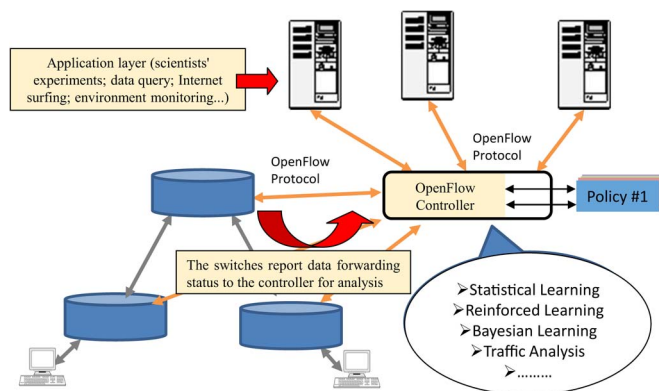 Application layer (scientists'
experiments; data query; Internet
surfing; environment monitoring...)
OpenFlow
Protocol
OpenFlow
Protocol
OpenFlow
Controller
Policy #1
The switches report data forwarding
status to the controller for analysis
➢Statistical Learning
➢Reinforced Learning
➢Bayesian Learning
➢Traffic Analysis
➢.........